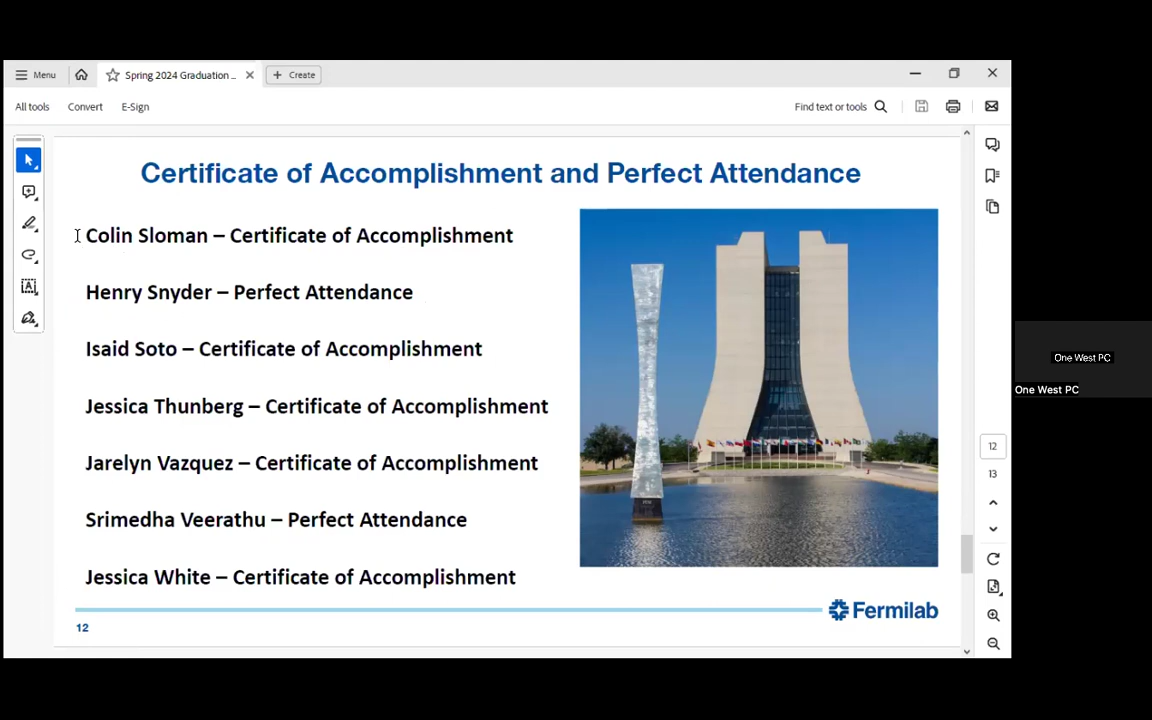 Menu
Spring 2024 Graduation ...
Create
All tools
Convert
E-Sign
Find text or tools
Certificate of Accomplishment and Perfect Attendance
Colin Sloman – Certificate of Accomplishment
Henry Snyder – Perfect Attendance
Isaid Soto – Certificate of Accomplishment
Jessica Thunberg – Certificate of Accomplishment
Jarelyn Vazquez – Certificate of Accomplishment
Srimedha Veerathu – Perfect Attendance
Jessica White – Certificate of Accomplishment
Fermilab
12
12
13
One West PC
One West PC